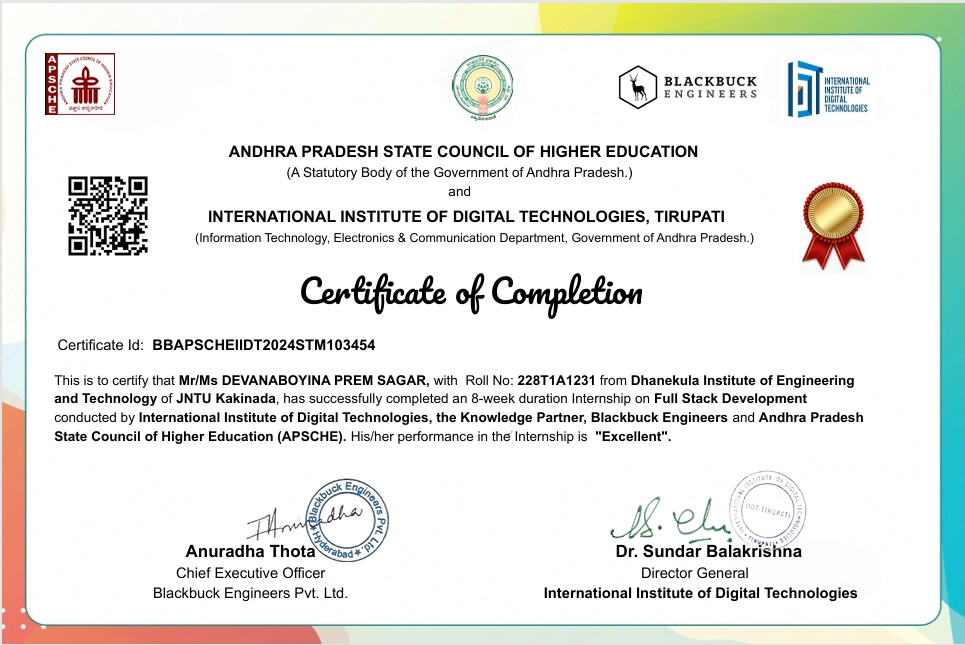 APSCHE
BLACKBUCK
ENGINEERS
INTERNATIONAL
INSTITUTE OF
DIGITAL
TECHNOLOGIES
ANDHRA PRADESH STATE COUNCIL OF HIGHER EDUCATION
(A Statutory Body of the Government of Andhra Pradesh.)
and
INTERNATIONAL INSTITUTE OF DIGITAL TECHNOLOGIES, TIRUPATI
(Information Technology, Electronics & Communication Department, Government of Andhra Pradesh.)
Certificate of Completion
Certificate Id: BBAPSCHEIIDT2024STM103454
This is to certify that Mr/Ms DEVANABOYINA PREM SAGAR, with Roll No: 228T1A1231 from Dhanekula Institute of Engineering
and Technology of JNTU Kakinada, has successfully completed an 8-week duration Internship on Full Stack Development
conducted by International Institute of Digital Technologies, the Knowledge Partner, Blackbuck Engineers and Andhra Pradesh
State Council of Higher Education (APSCHE). His/her performance in the Internship is "Excellent".
Blackbuck Engineers Pvt. Ltd.
Hyderabad
IIDT-TIRUPATI
Anuradha Thota
Chief Executive Officer
Blackbuck Engineers Pvt. Ltd.
Dr. Sundar Balakrishna
Director General
International Institute of Digital Technologies